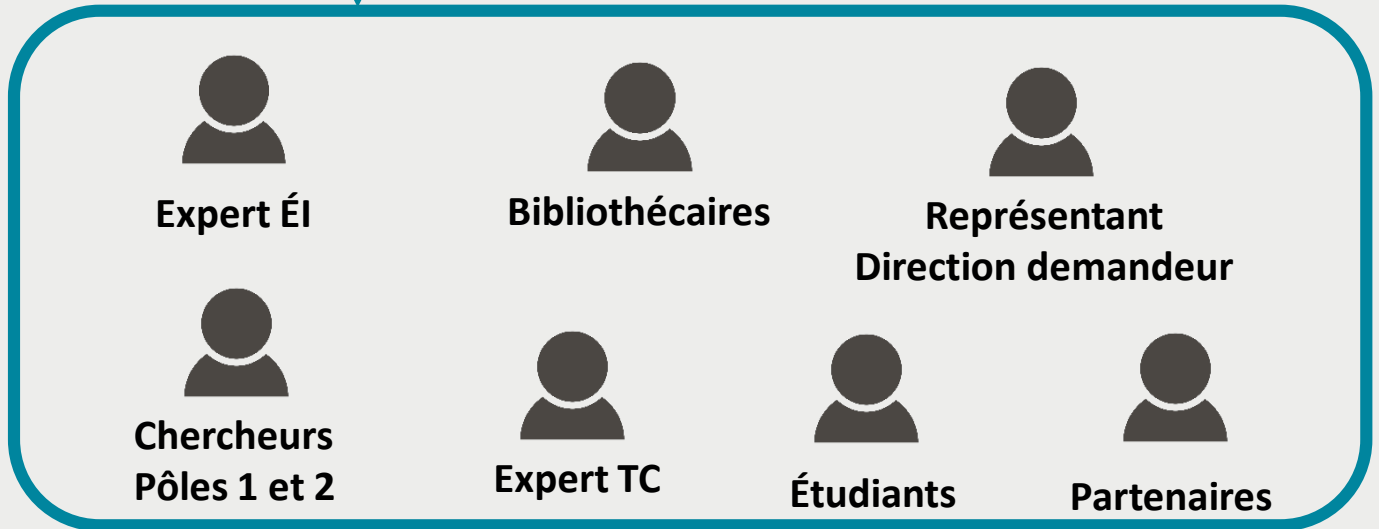 Expert ÉI
Bibliothécaires
Représentant
Direction demandeur
Chercheurs
Pôles 1 et 2
Expert TC
Étudiants
Partenaires